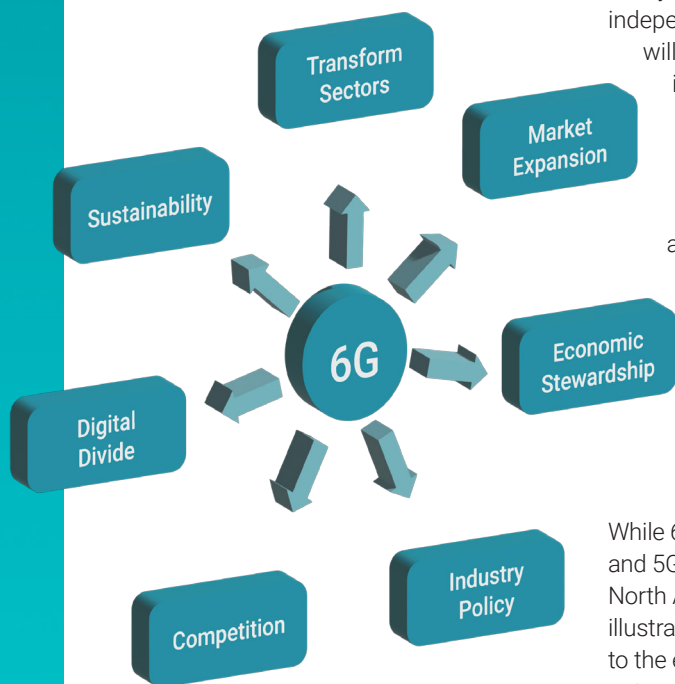 Transform
Sectors
Market
Expansion
Sustainability
6G
Economic
Stewardship
Digital
Divide
Industry
Policy
Competition
will
While 6
and 5G
North A
illustra
to the e